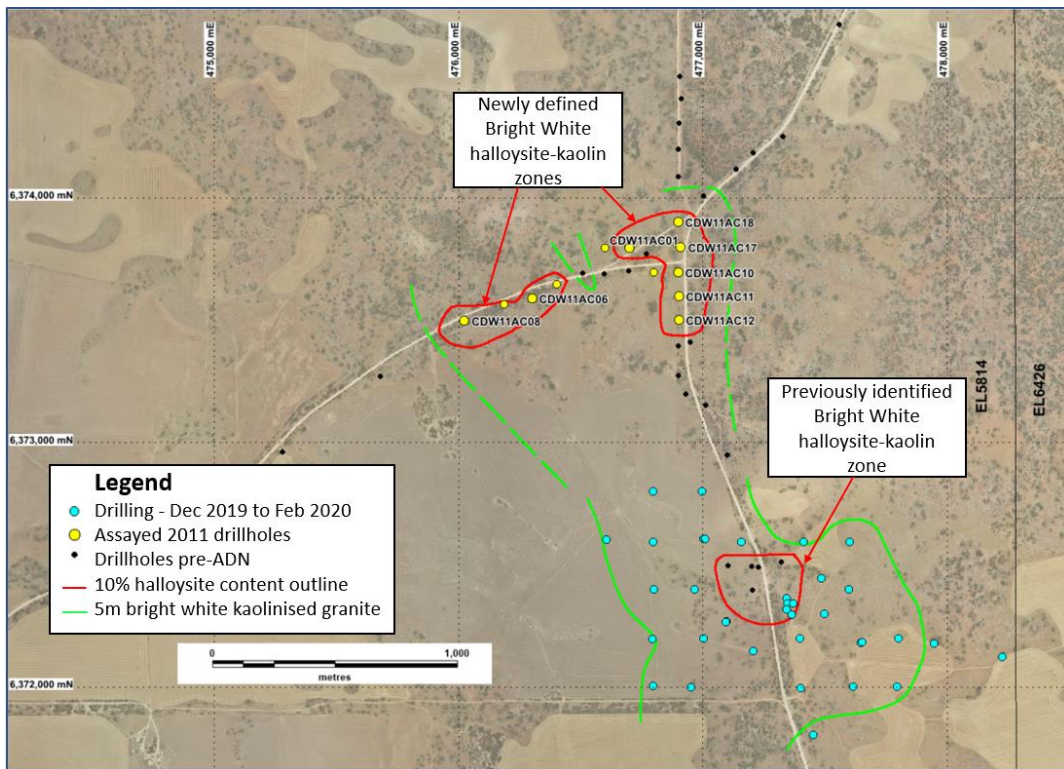 475,000 mE
476,000 mE
477,000 mE
478,000 mE
Newly defined
Bright White
halloysite-kaolin
zones
6,374,000 mN
CDW11AC18
CDW11AC01
CDW11AC17
CDW11AC10
CDW11AC06
CDW11AC11
CDW11AC08
CDW11AC12
EL5814
EL6426
Previously identified
Bright White
halloysite-kaolin
zone
6,373,000 mN
Legend
Drilling - Dec 2019 to Feb 2020
Assayed 2011 drillholes
Drillholes pre-ADN
10% halloysite content outline
5m bright white kaolinised granite
0
1,000
metres
6,372,000 mN